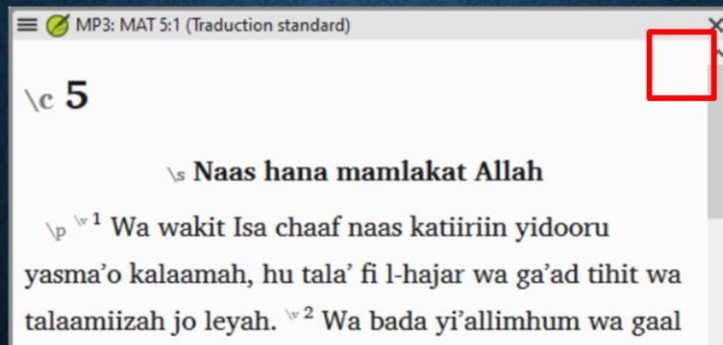 MP3: MAT 5:1 (Traduction standard)
\c 5
\s Naas hana mamlakat Allah
\p \v 1 Wa wakit Isa chaaf naas katiiriin yidooru
yasma’o kalaamah, hu tala’ fi l-hajar wa ga’ad tihit wa
talaamiizah jo leyah. \v 2 Wa bada yi’allimhum wa gaal